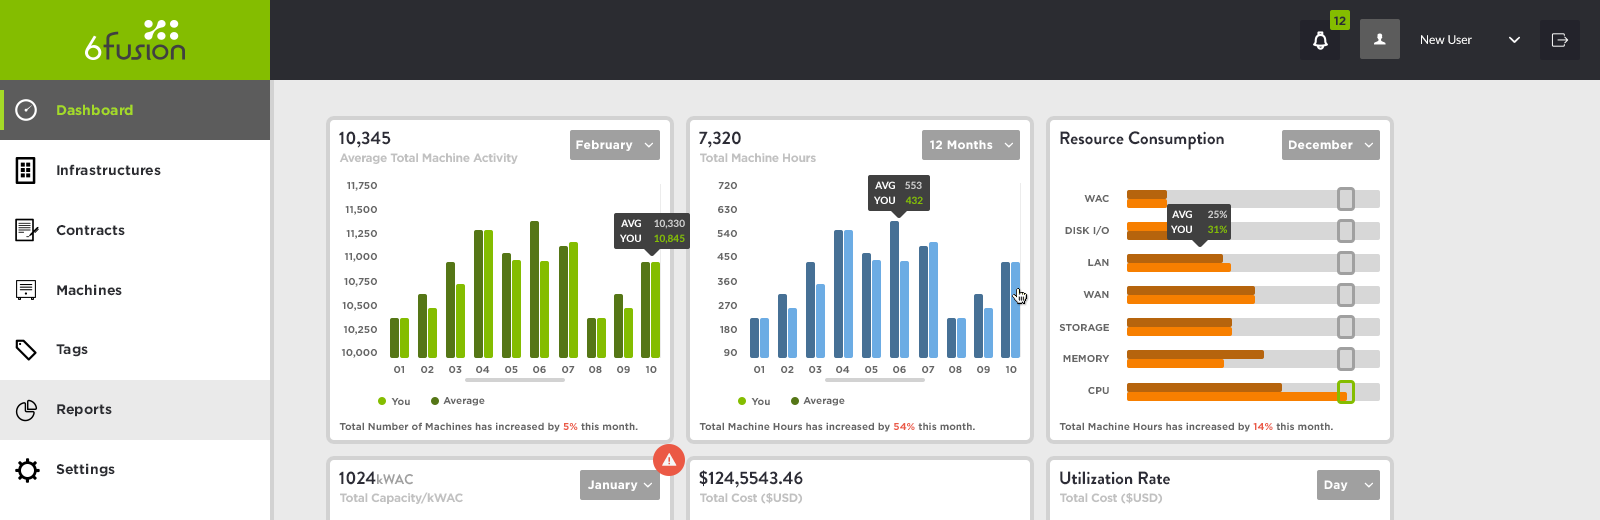 6fusion
12
New User
Dashboard
Infrastructures
Contracts
Machines
Tags
Reports
Settings
10,345
Average Total Machine Activity
February
11,750
11,500
11,250
11,000
10,750
10,500
10,250
10,000
AVG 10,330
YOU 10,845
01 02 03 04 05 06 07 08 09 10
You Average
Total Number of Machines has increased by 5% this month.
7,320
Total Machine Hours
12 Months
720
630
540
450
360
270
180
90
AVG 553
YOU 432
01 02 03 04 05 06 07 08 09 10
You Average
Total Machine Hours has increased by 54% this month.
Resource Consumption
December
WAC
DISK I/O
LAN
WAN
STORAGE
MEMORY
CPU
AVG 25%
YOU 31%
Total Machine Hours has increased by 14% this month.
1024kWAC
Total Capacity/kWAC
January
$124,5543.46
Total Cost ($USD)
Utilization Rate
Total Cost ($USD)
Day